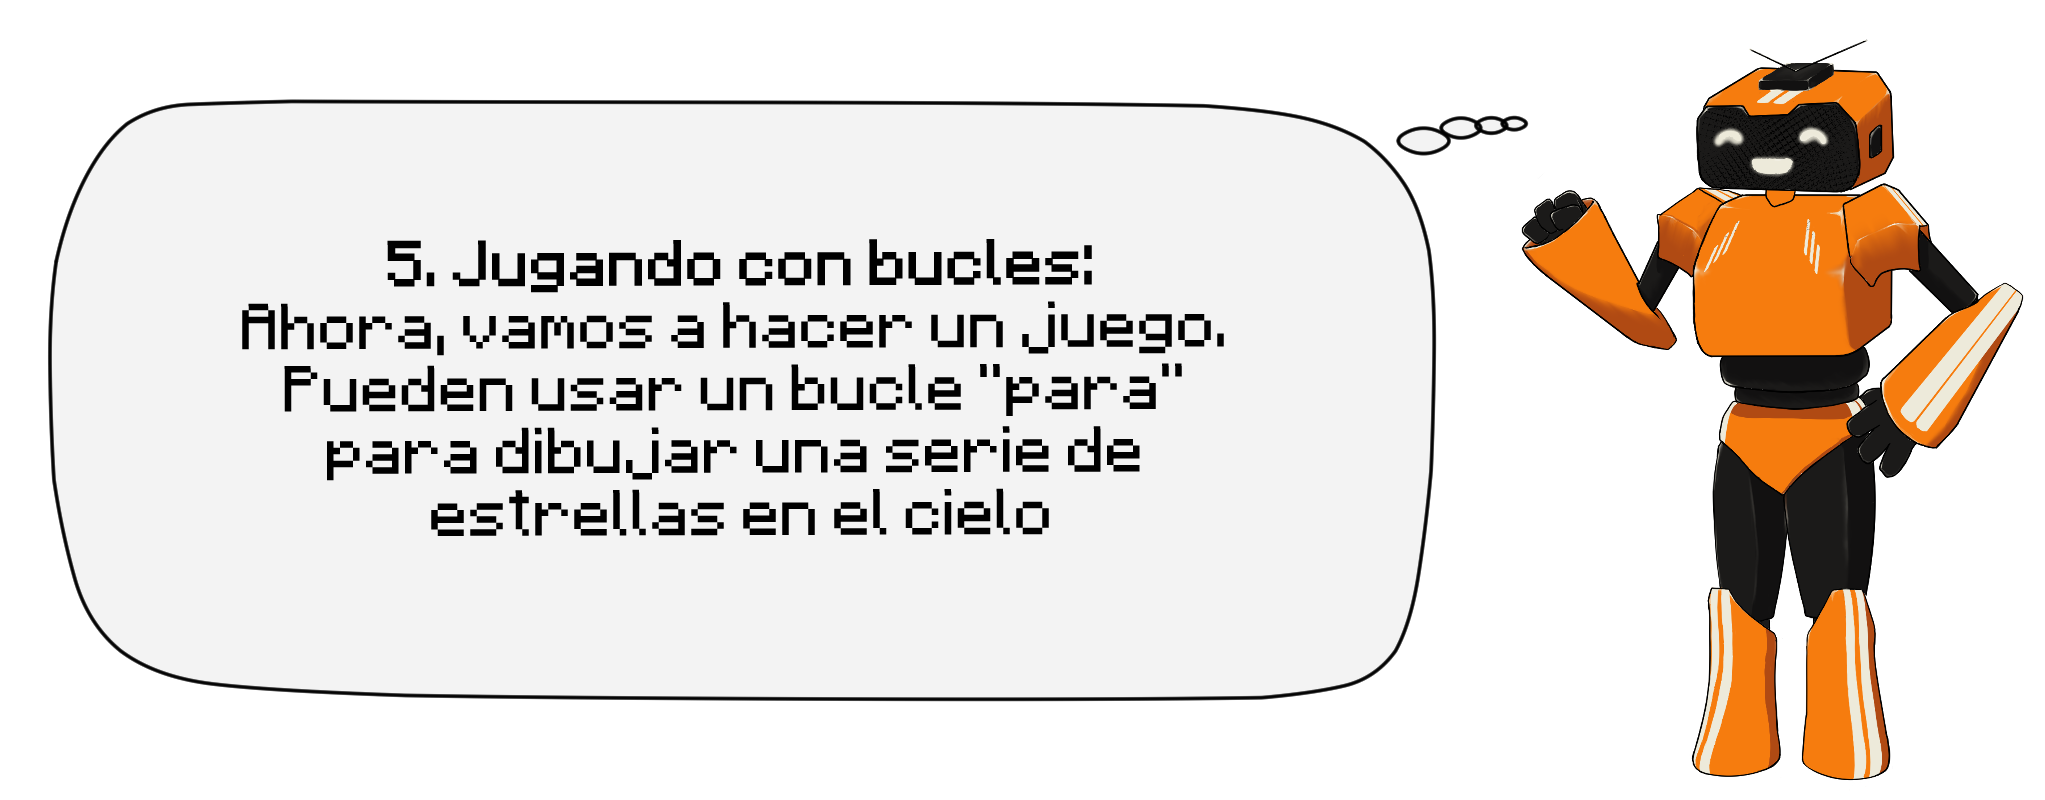 5. Jugando con bucles:
Ahora, vamos a hacer un juego.
Pueden usar un bucle "para"
para dibujar una serie de
estrellas en el cielo